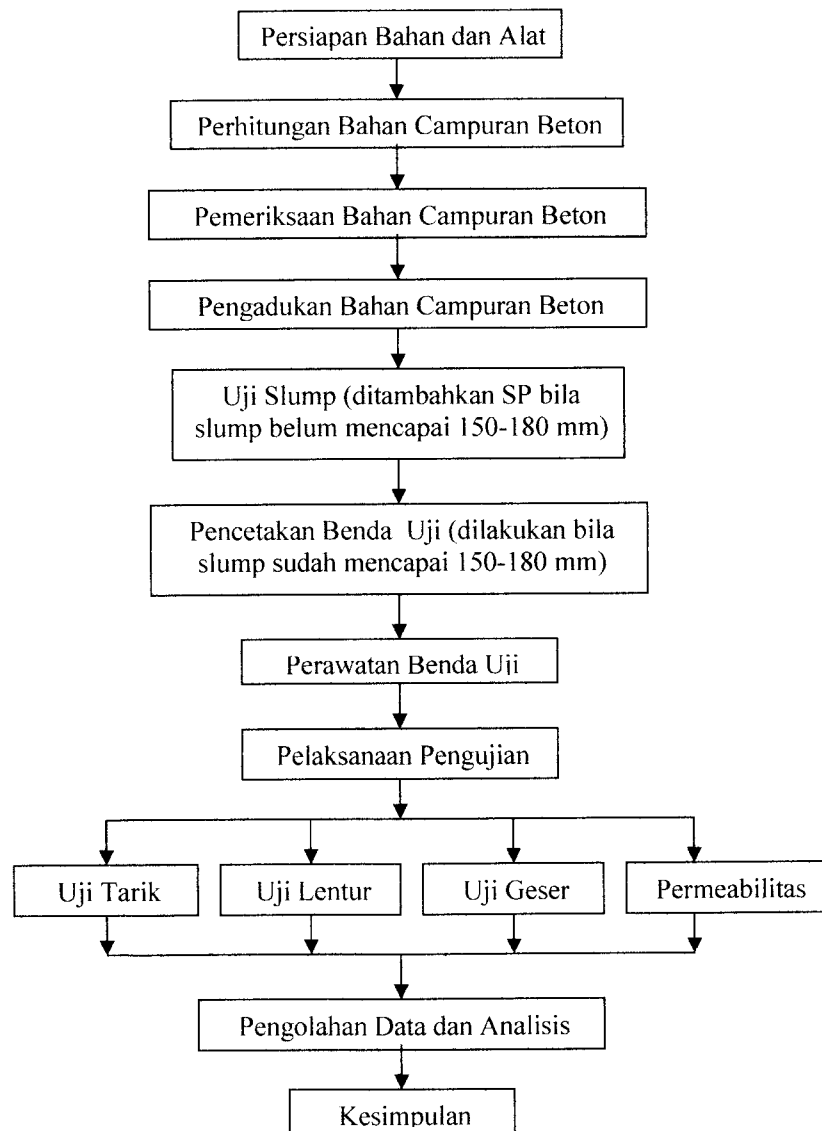 Persiapan Bahan dan Alat
Perhitungan Bahan Campuran Beton
Pemeriksaan Bahan Campuran Beton
Pengadukan Bahan Campuran Beton
Uji Slump (ditambahkan SP bila
slump belum mencapai 150-180 mm)
Pencetakan Benda Uji (dilakukan bila
slump sudah mencapai 150-180 mm)
Perawatan Benda Uji
Pelaksanaan Pengujian
Uji Tarik
Uji Lentur
Uji Geser
Permeabilitas
Pengolahan Data dan Analisis
Kesimpulan